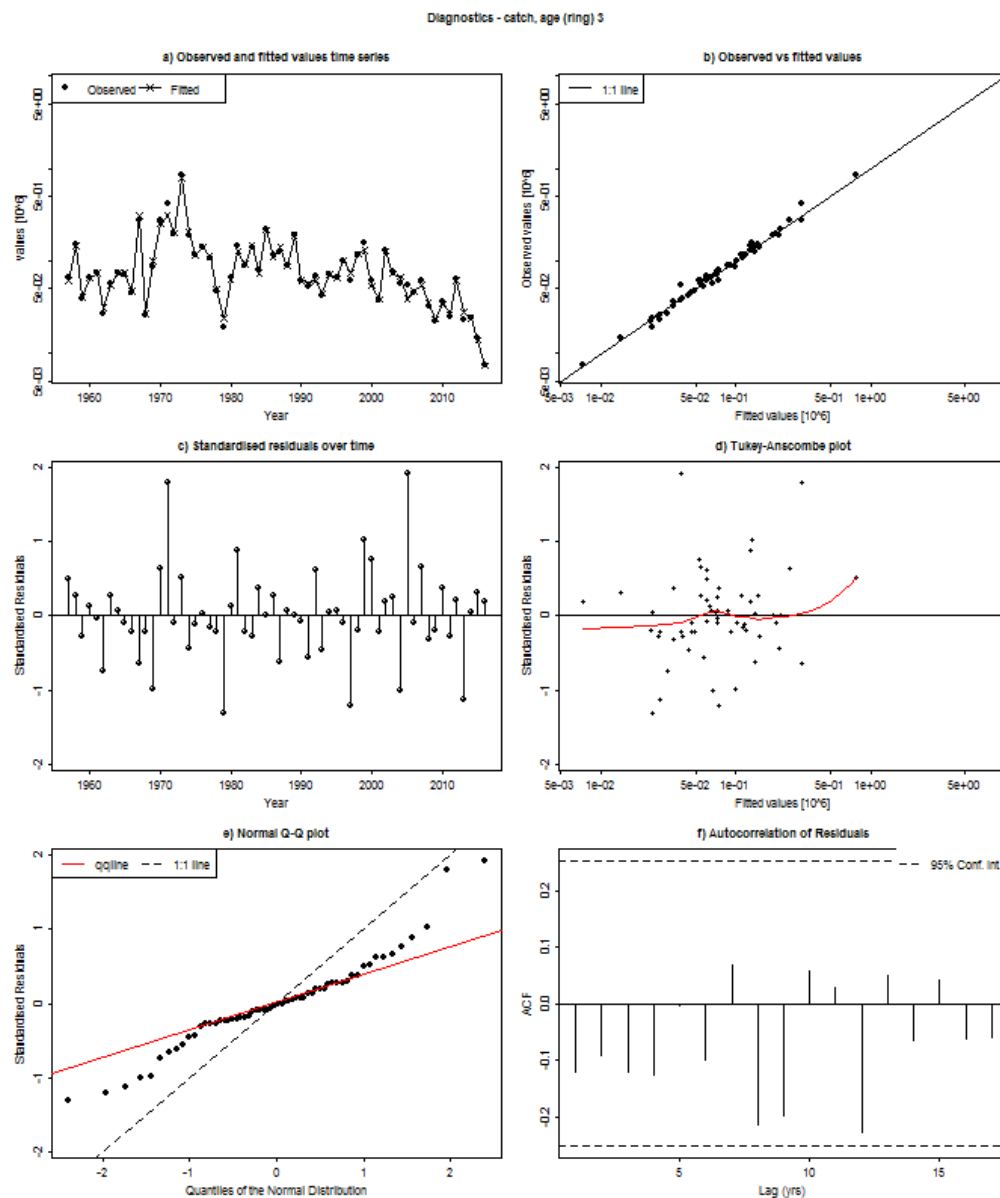 Diagnostics - catch, age (ring) 3
a) Observed and fitted values time series
Observed Fitted
values [10^6]
5e+00
5e-01
5e-02
5e-03
1960 1970 1980 1990 2000 2010
Year
b) Observed vs fitted values
1:1 line
Observed values [10^6]
5e+00
5e-01
5e-02
5e-03
5e-03 1e-02 5e-02 1e-01 5e-01 1e+00 5e+00
Fitted values [10^6]
c) Standardised residuals over time
Standardised Residuals
2
1
0
-1
-2
1960 1970 1980 1990 2000 2010
Year
d) Tukey-Anscombe plot
Standardised Residuals
2
1
0
-1
-2
5e-03 1e-02 5e-02 1e-01 5e-01 1e+00 5e+00
Fitted values [10^6]
e) Normal Q-Q plot
qqline 1:1 line
Standardised Residuals
2
1
0
-1
-2
-2 -1 0 1 2
Quantiles of the Normal Distribution
f) Autocorrelation of Residuals
95% Conf. Int
ACF
0.2
0.1
0.0
-0.1
-0.2
5 10 15
Lag (yrs)